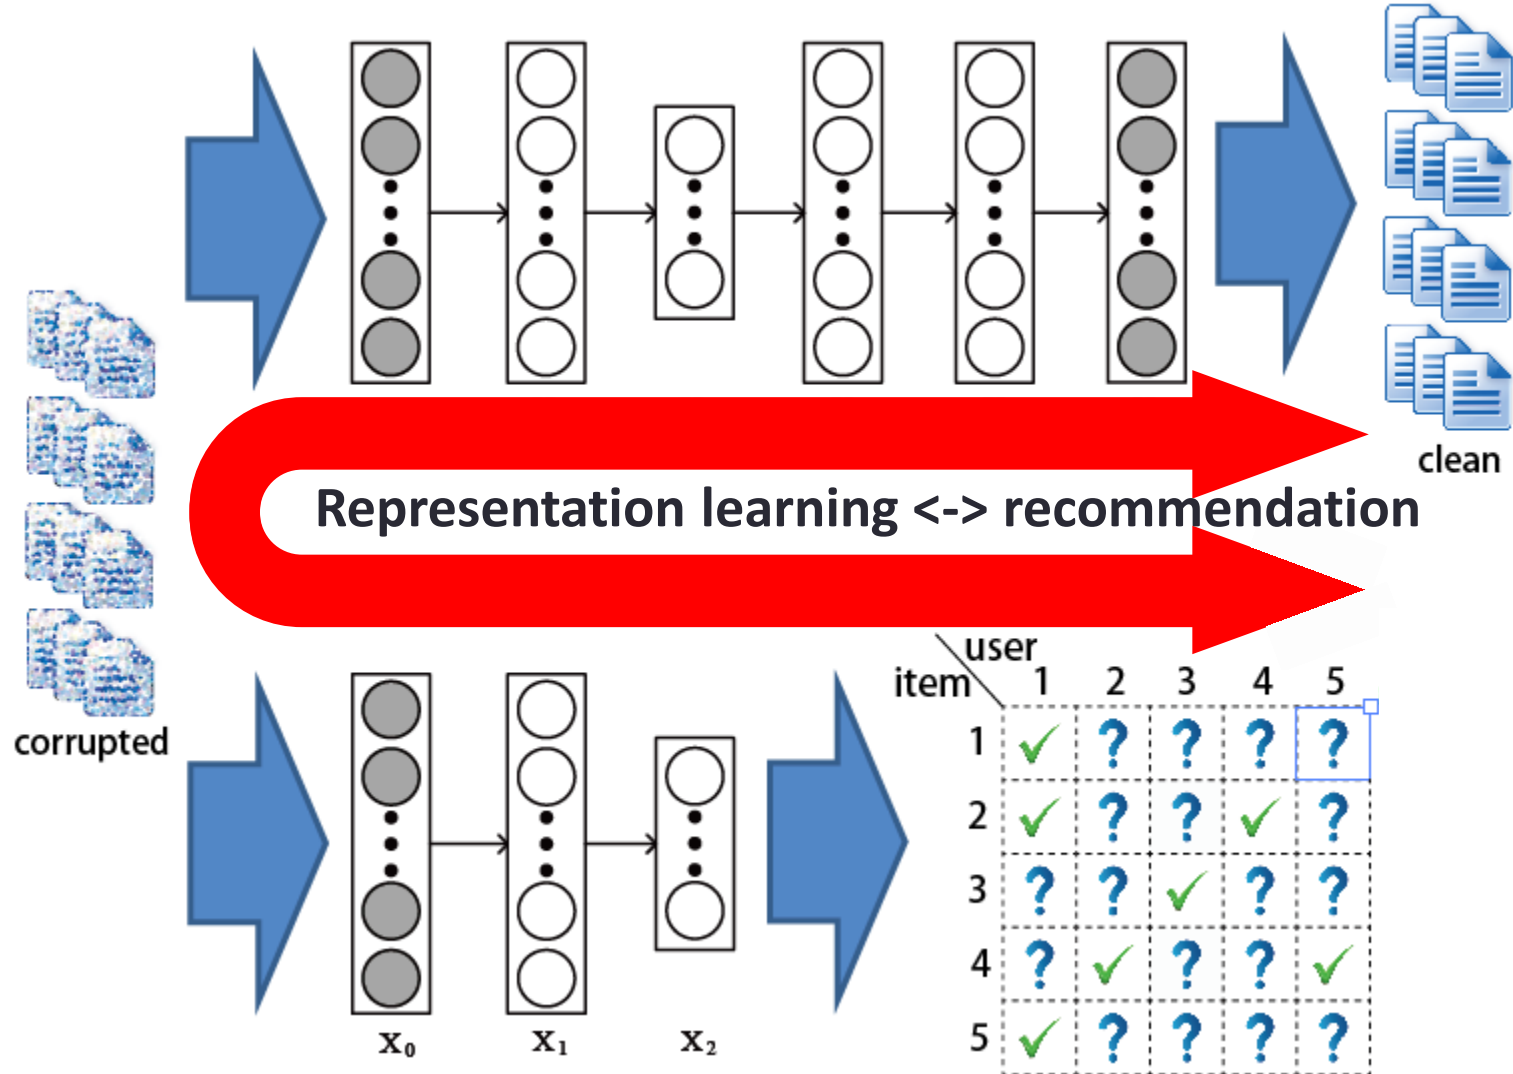 clean
Representation learning <-> recommendation
corrupted
user
item
1 2 3 4 5
1 ✓ ? ? ? ?
2 ✓ ? ? ✓ ?
3 ? ? ✓ ? ?
4 ? ✓ ? ? ✓
5 ✓ ? ? ? ?
X₀ X₁ X₂